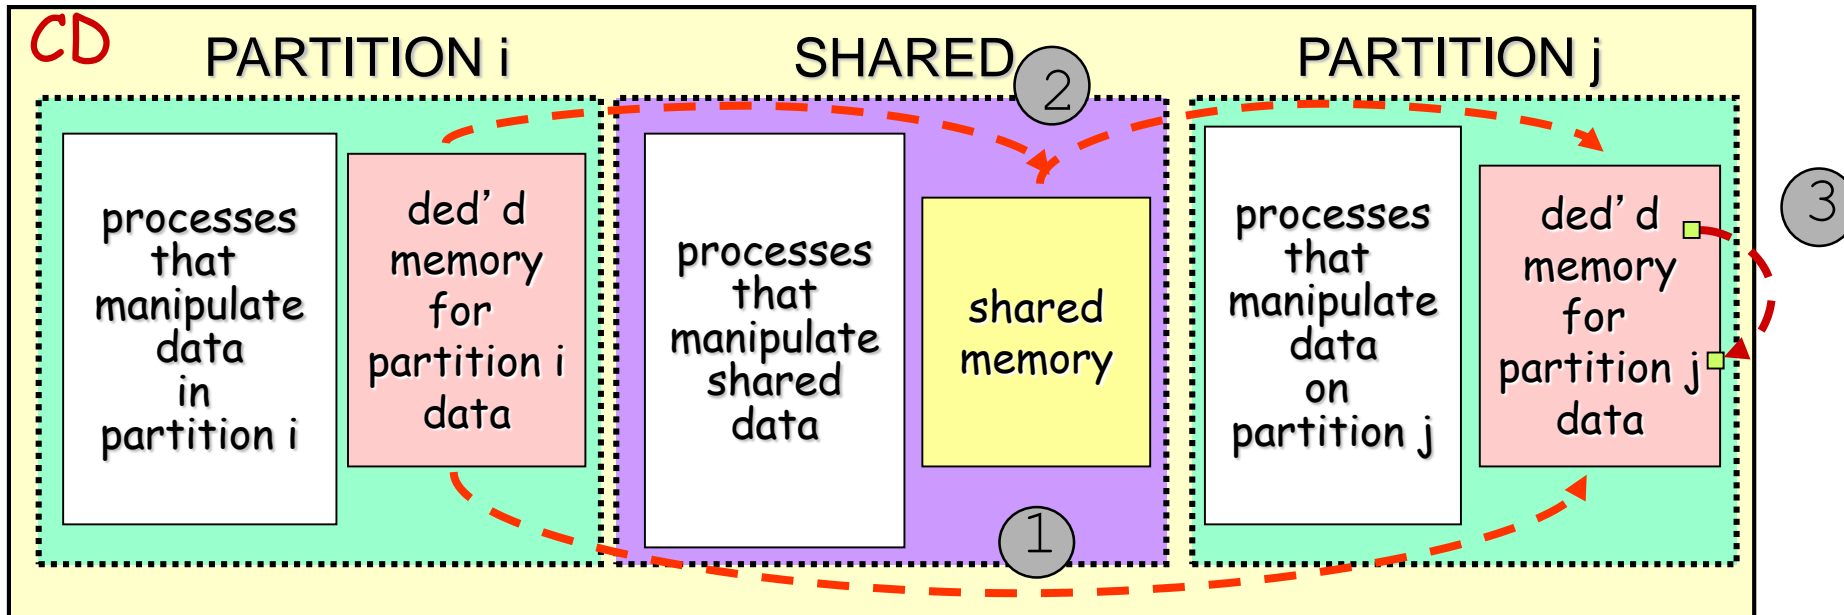 CD
PARTITION i
SHARED
PARTITION j
2
processes
that
manipulate
data
in
partition i
ded'd
memory
for
partition i
data
processes
that
manipulate
shared
data
shared
memory
processes
that
manipulate
data
on
partition j
ded'd
memory
for
partition j
data
3
1